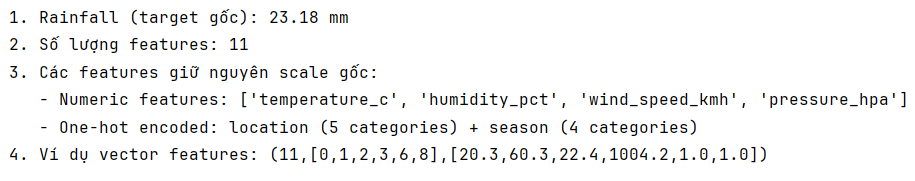 1. Rainfall (target gốc): 23.18 mm
2. Số lượng features: 11
3. Các features giữ nguyên scale gốc:
- Numeric features: ['temperature_c', 'humidity_pct', 'wind_speed_kmh', 'pressure_hpa']
- One-hot encoded: location (5 categories) + season (4 categories)
4. Ví dụ vector features: (11,[0,1,2,3,6,8],[20.3,60.3,22.4,1004.2,1.0,1.0])